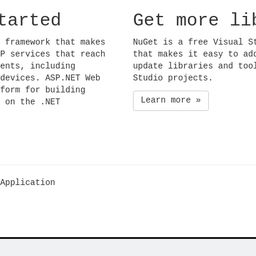 tarted
framework that makes
P services that reach
ents, including
devices. ASP.NET Web
form for building
on the .NET
Get more lib
NuGet is a free Visual St
that makes it easy to add
update libraries and tool
Studio projects.
Learn more »
Application